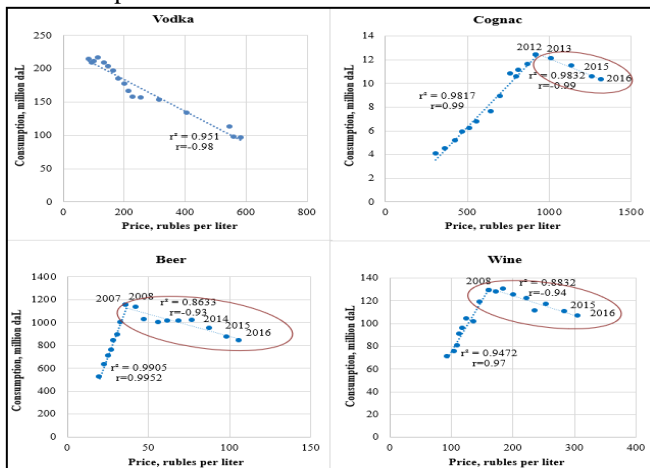 Vodka
Consumption, million daL
250
200
150
100
50
0
r² = 0.951
r=-0.98
0 200 400 600 800
Price, rubles per liter
Cognac
Consumption, million daL
14
12
10
8
6
4
2
0
2012 2013
2015
2016
r² = 0.9832
r=-0.99
r² = 0.9817
r=0.99
0 500 1000 1500
Price, rubles per liter
Beer
Consumption, million daL
1400
1200
1000
800
600
400
200
0
2007 2008
r² = 0.8633
r=-0.93
2014
2015
2016
r² = 0.9905
r=0.9952
0 50 100 150
Price, rubles per liter
Wine
Consumption, million daL
140
120
100
80
60
40
20
0
2008
r² = 0.8832
r=-0.94
2015
2016
r² = 0.9472
r=0.97
0 100 200 300 400
Price, rubles per liter